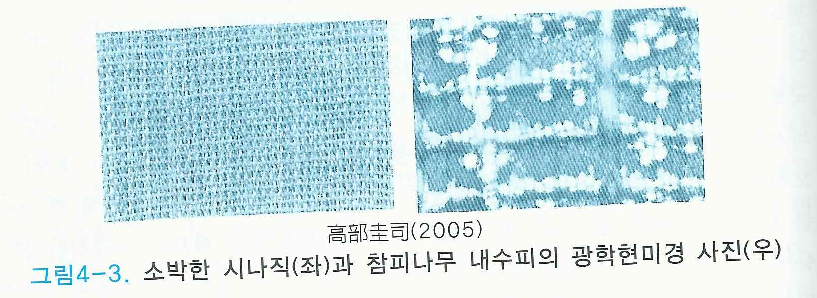 高部圭司(2005)
그림4-3. 소박한 시나직(좌)과 참피나무 내수피의 광학현미경 사진(우)